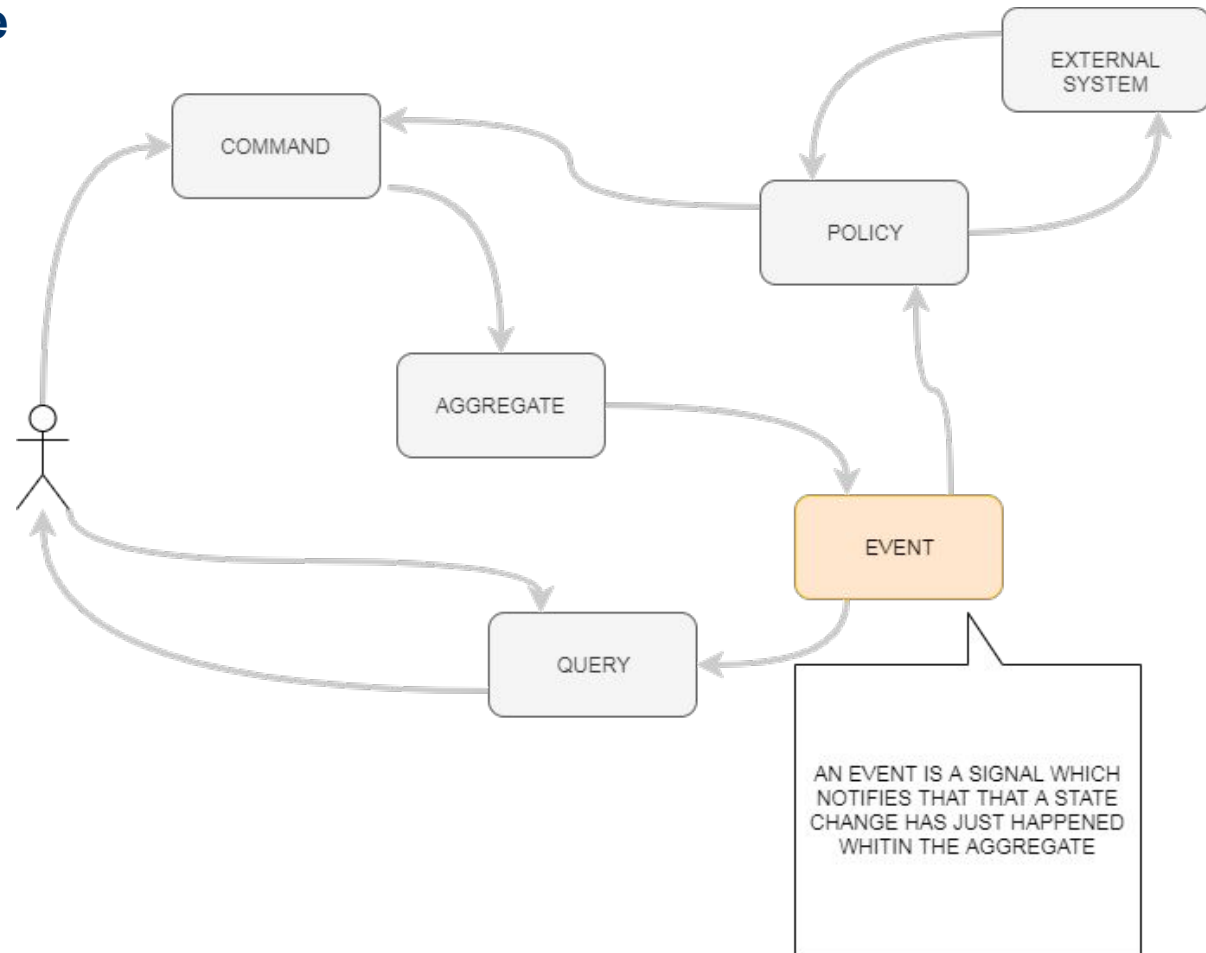 e
EXTERNAL
SYSTEM
COMMAND
POLICY
AGGREGATE
EVENT
QUERY
AN EVENT IS A SIGNAL WHICH
NOTIFIES THAT THAT A STATE
CHANGE HAS JUST HAPPENED
WHITIN THE AGGREGATE